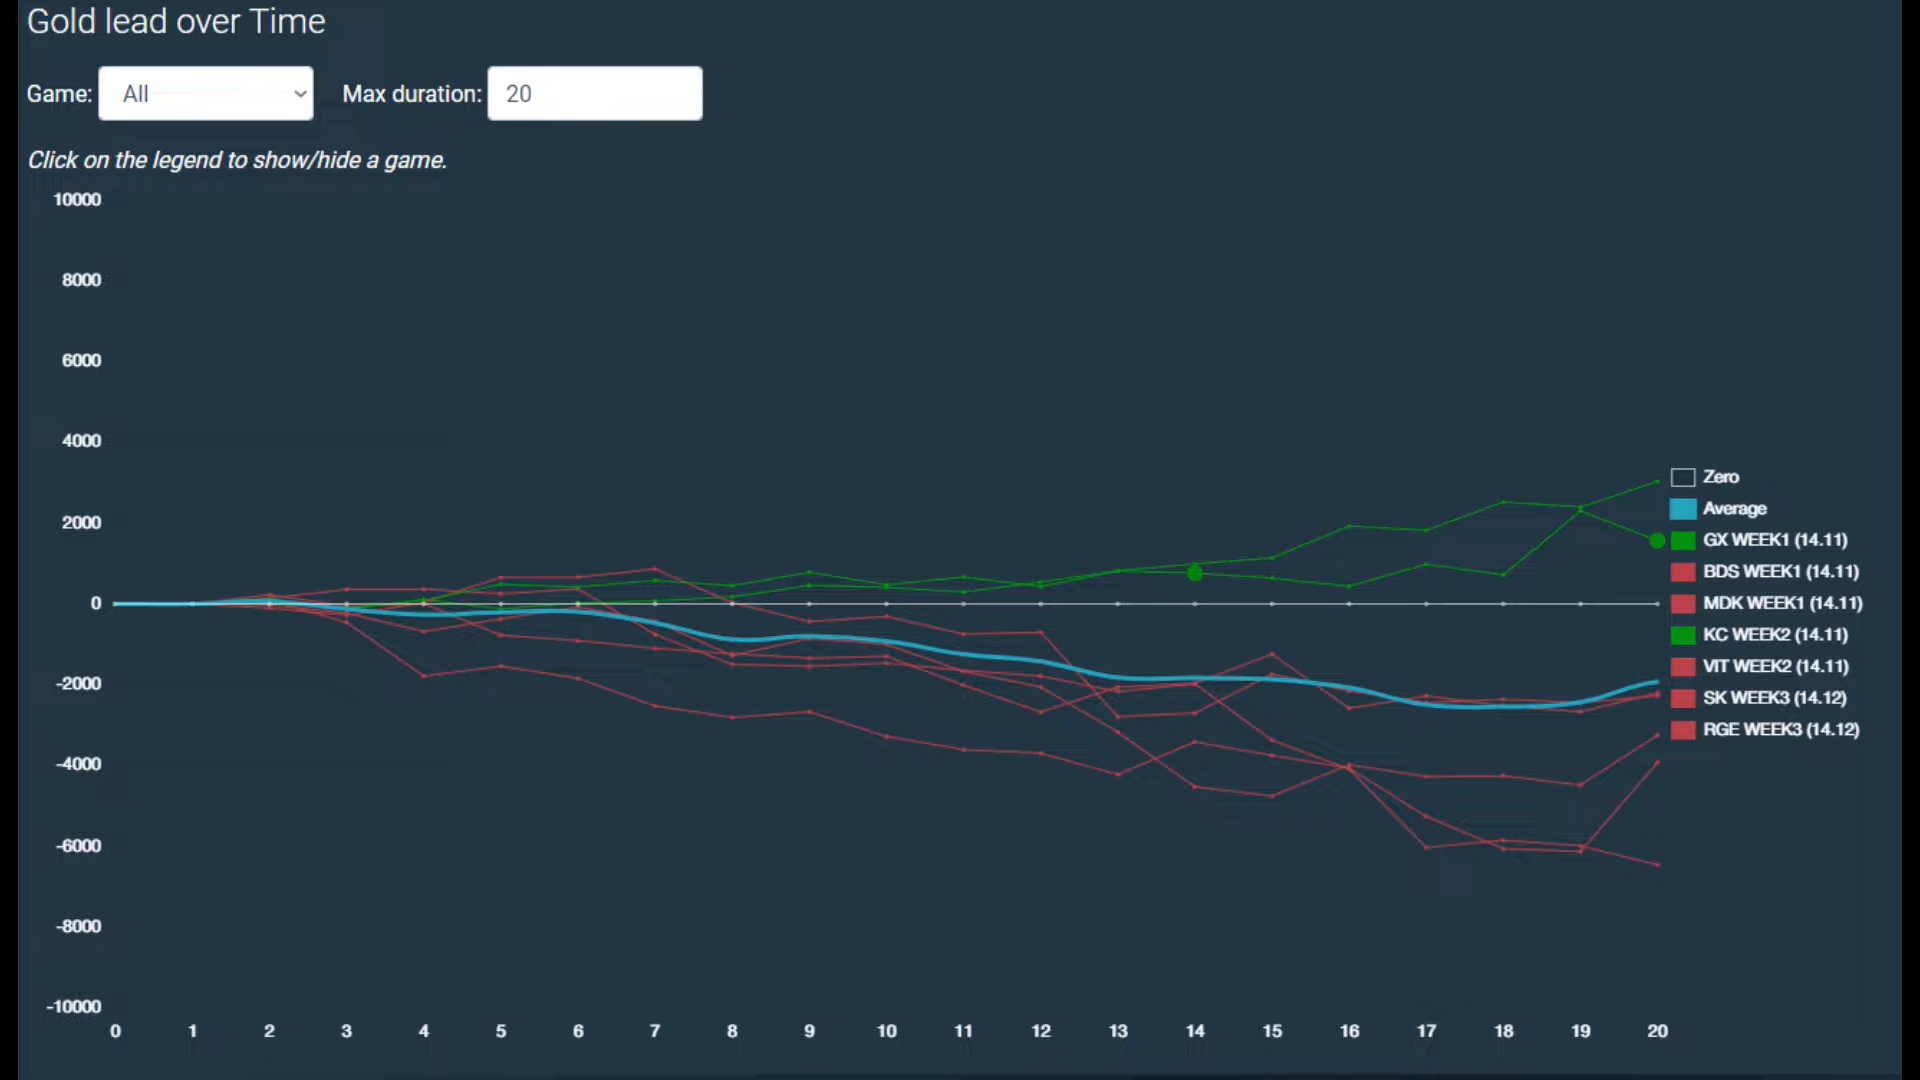 Gold lead over Time
Game: All Max duration: 20
Click on the legend to show/hide a game.
10000
8000
6000
4000
2000
0
-2000
-4000
-6000
-8000
-10000
0 1 2 3 4 5 6 7 8 9 10 11 12 13 14 15 16 17 18 19 20
Zero
Average
GX WEEK1 (14.11)
BDS WEEK1 (14.11)
MDK WEEK1 (14.11)
KC WEEK2 (14.11)
VIT WEEK2 (14.11)
SK WEEK3 (14.12)
RGE WEEK3 (14.12)